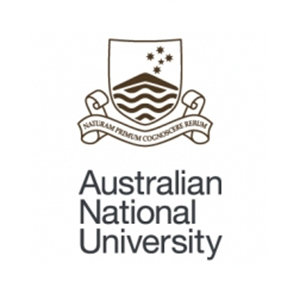 NATURAM PRIMUM COGNOSCERE RERUM
Australian
National
University